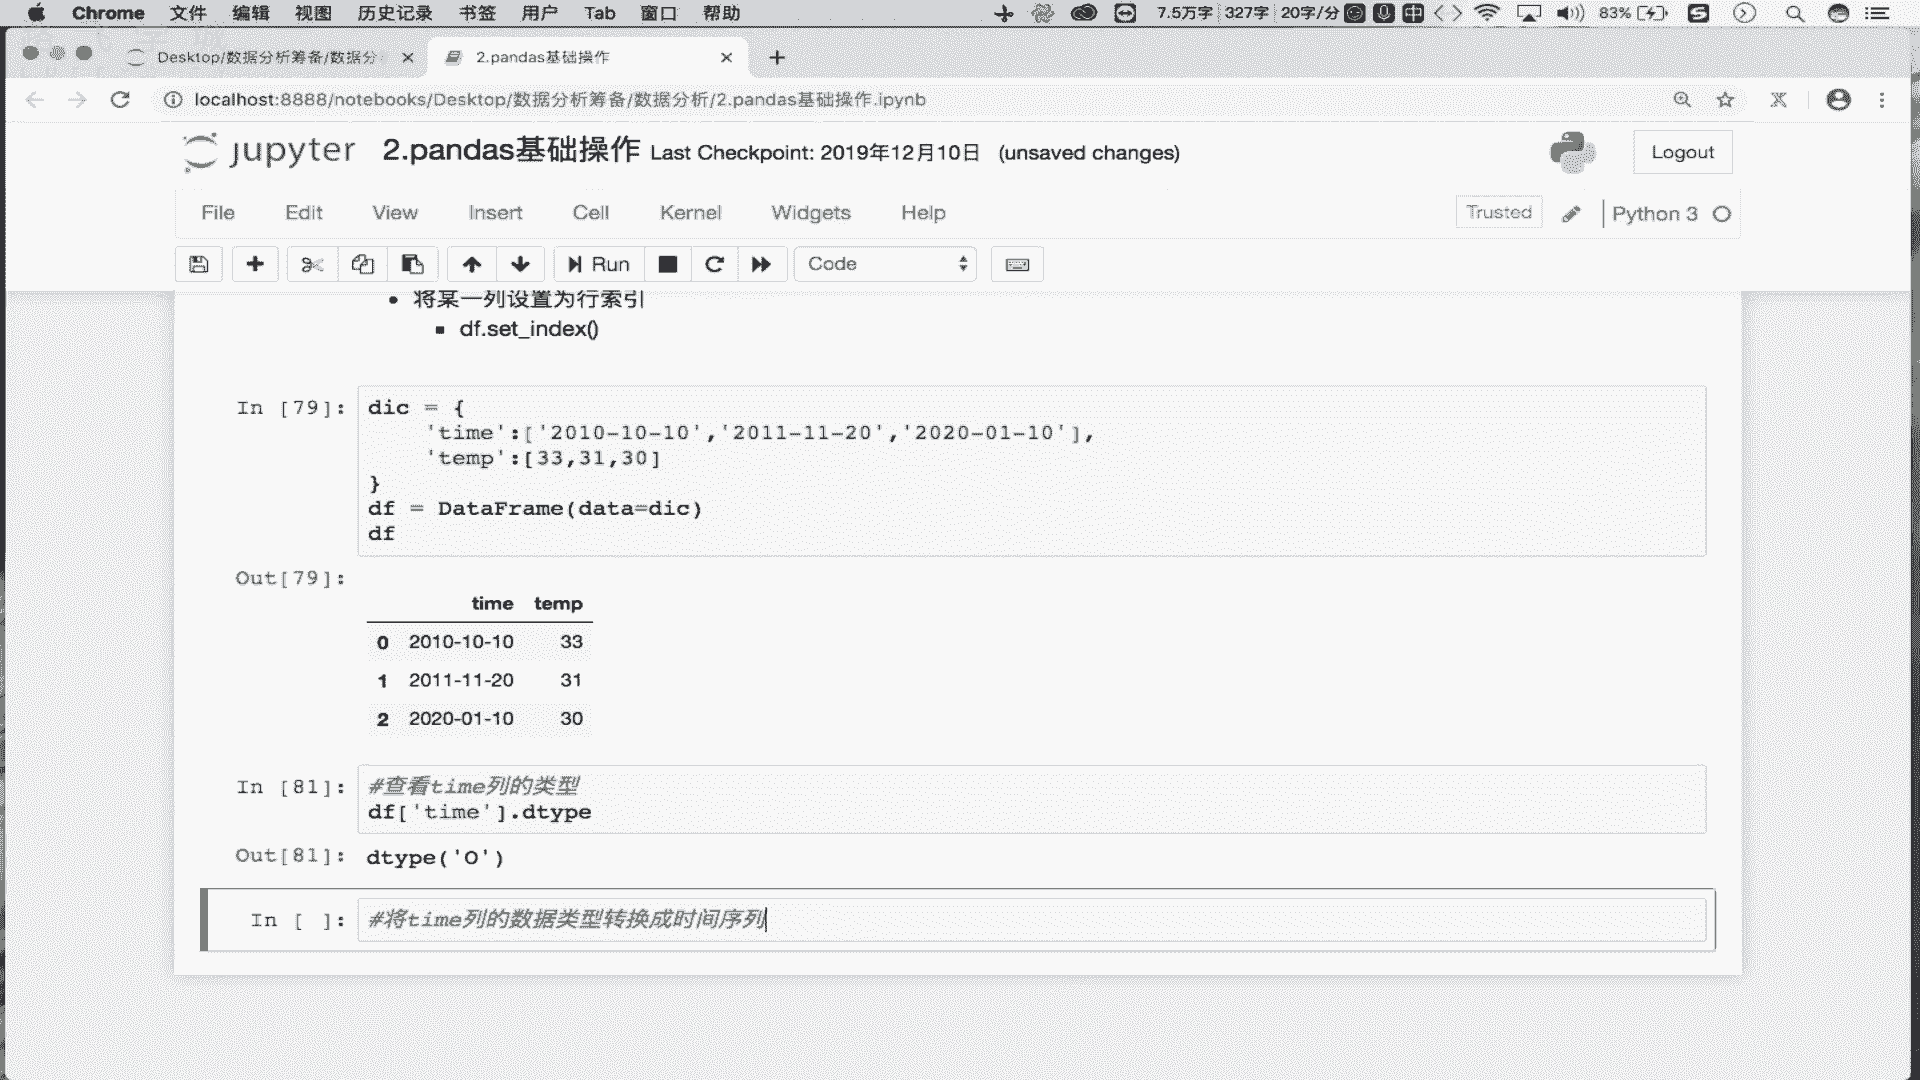 Chrome 文件 编辑 视图 历史记录 书签 用户 Tab 窗口 帮助 7.5万字 327字 20字/分 中 83%
Desktop/数据分析筹备/数据分
2.pandas基础操作
localhost:8888/notebooks/Desktop/数据分析筹备/数据分析/2.pandas基础操作.ipynb
jupyter 2.pandas基础操作 Last Checkpoint: 2019年12月10日 (unsaved changes)
Logout
File Edit View Insert Cell Kernel Widgets Help Trusted Python 3
Run Code
将某一列设置为行索引
df.set_index()
In [79]: dic = {
'time':['2010-10-10','2011-11-20','2020-01-10'],
'temp':[33,31,30]
}
df = DataFrame(data=dic)
df
Out[79]:
time temp
0 2010-10-10 33
1 2011-11-20 31
2 2020-01-10 30
In [81]: #查看time列的类型
df['time'].dtype
Out[81]: dtype('O')
In [ ]: #将time列的数据类型转换成时间序列